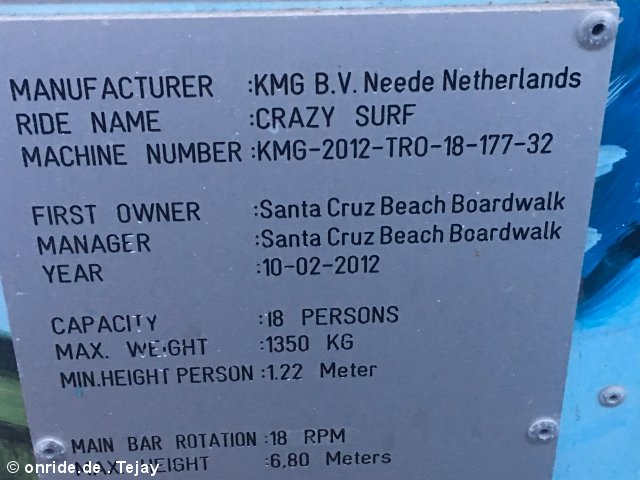 MANUFACTURER :KMG B.V. Neede Netherlands
RIDE NAME :CRAZY SURF
MACHINE NUMBER :KMG-2012-TRO-18-177-32
FIRST OWNER :Santa Cruz Beach Boardwalk
MANAGER :Santa Cruz Beach Boardwalk
YEAR :10-02-2012
CAPACITY :18 PERSONS
MAX. WEIGHT :1350 KG
MIN.HEIGHT PERSON :1.22 Meter
MAIN BAR ROTATION :18 RPM
MAX. HEIGHT :6,80 Meters
© onride.de / Tejay